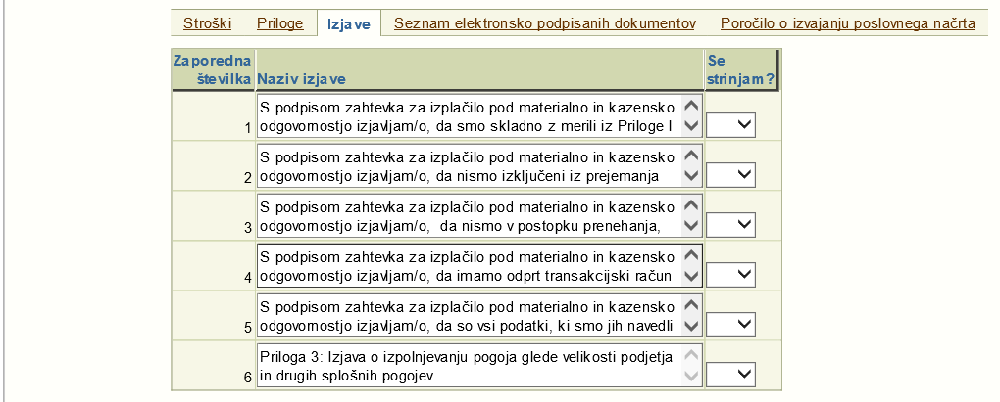 Stroški Priloge Izjave Seznam elektronsko podpisanih dokumentov Poročilo o izvajanju poslovnega načrta
Zaporedna številka Naziv izjave Se strinjam?
S podpisom zahtevka za izplačilo pod materialno in kazensko
1 odgovornostjo izjavljam/o, da smo skladno z merili iz Priloge I
S podpisom zahtevka za izplačilo pod materialno in kazensko
2 odgovornostjo izjavljam/o, da nismo izključeni iz prejemanja
S podpisom zahtevka za izplačilo pod materialno in kazensko
3 odgovornostjo izjavljam/o, da nismo v postopku prenehanja,
S podpisom zahtevka za izplačilo pod materialno in kazensko
4 odgovornostjo izjavljam/o, da imamo odprt transakcijski račun
S podpisom zahtevka za izplačilo pod materialno in kazensko
5 odgovornostjo izjavljam/o, da so vsi podatki, ki smo jih navedli
Priloga 3: Izjava o izpolnjevanju pogoja glede velikosti podjetja
6 in drugih splošnih pogojev